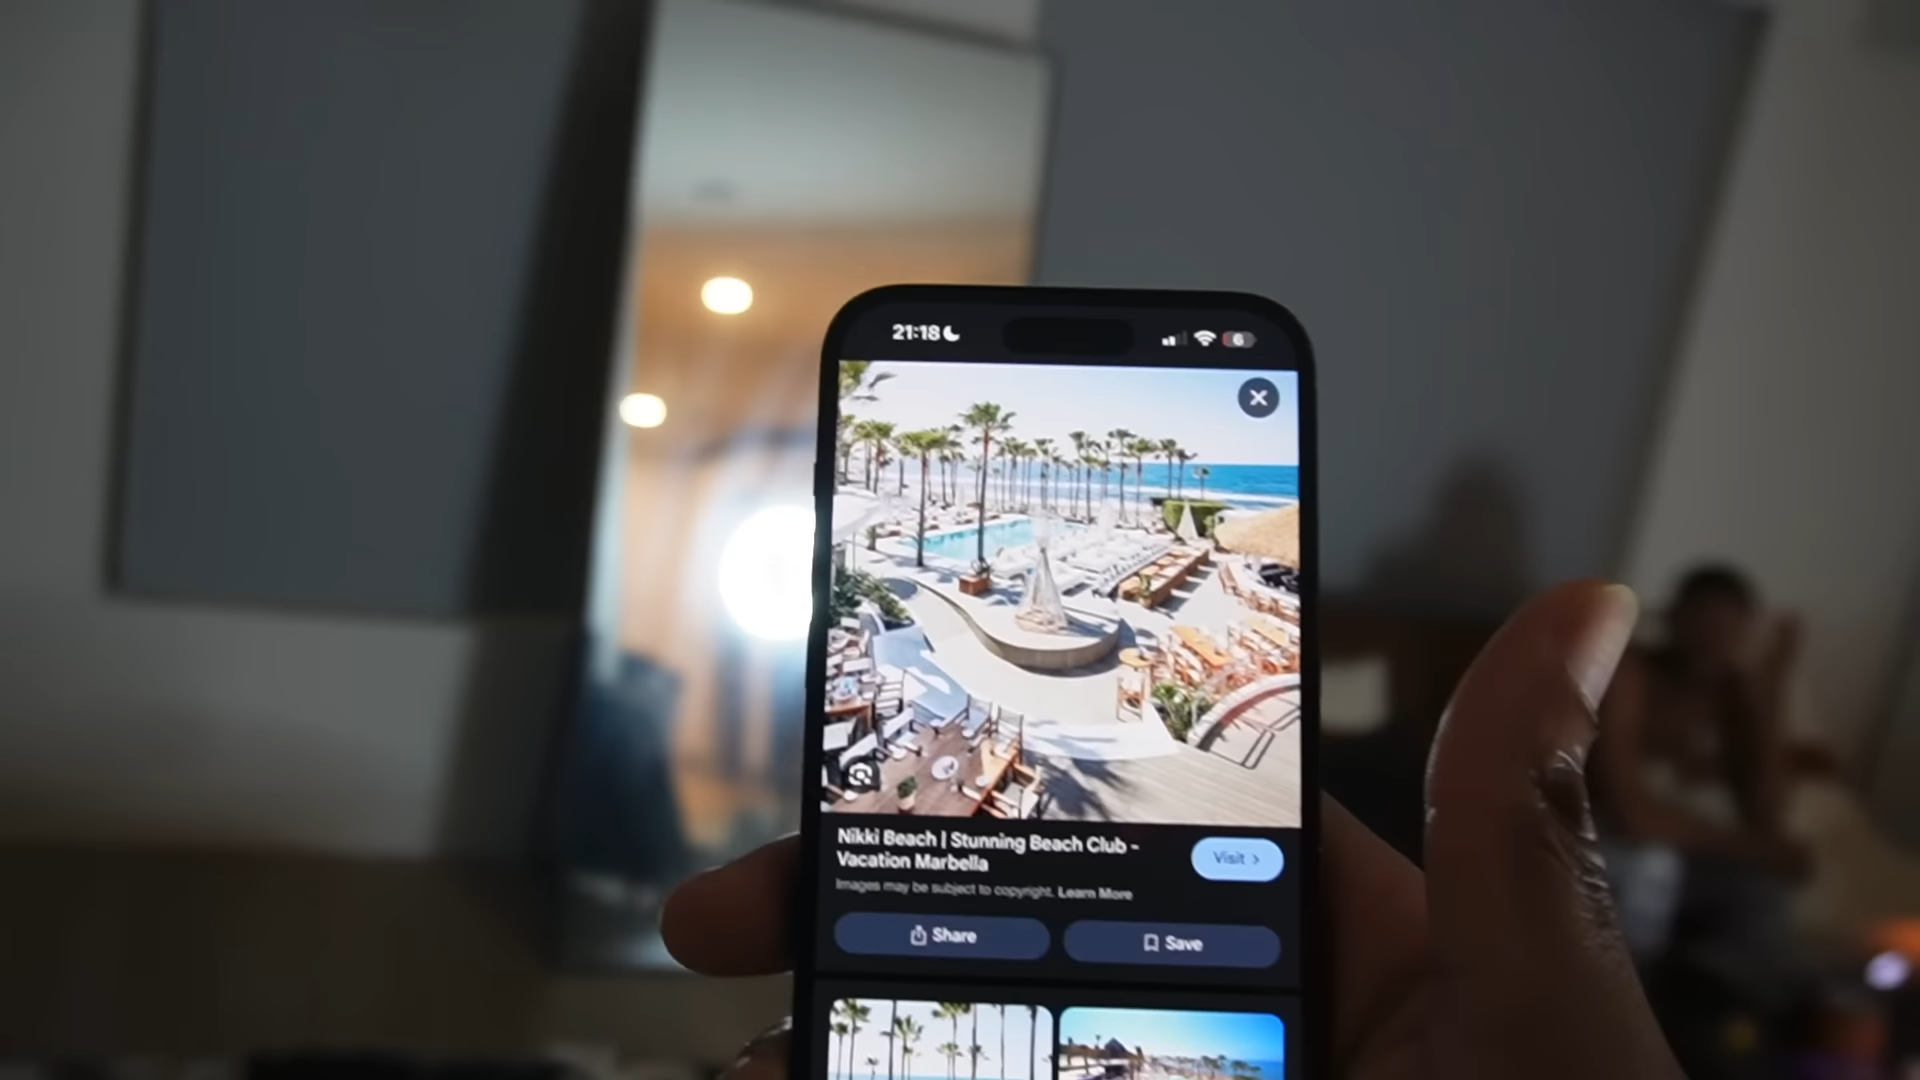 21:18
6
Nikki Beach | Stunning Beach Club -
Vacation Marbella
Visit >
Images may be subject to copyright. Learn More
Share
Save